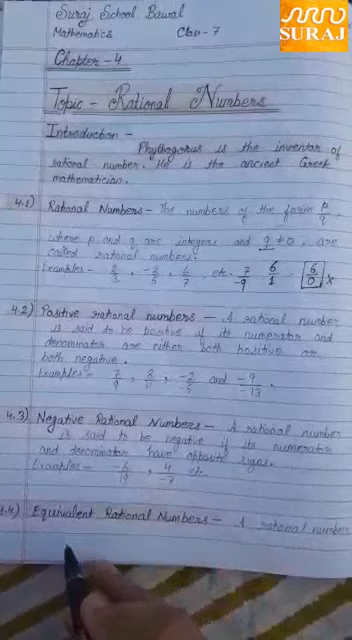 Suraj School Bawal
Mathematics Class - 7
SURAJ
Chapter - 4
Topic - Rational Numbers
Introduction -
Phythagorus is the inventor of
rational number. He is the ancient Greek
mathematician.
4.1) Rational Numbers - The numbers of the form p/q,
where p and q are integers and q ≠ 0, are
called rational numbers.
Examples - 2/3, -3/5, 6/7, etc. 7/-9 6/1 - 6/0 x
4.2) Positive rational numbers - A rational number
is said to be positive if its numerator and
denominator are either both positive or
both negative.
Examples - 7/9, 8/11, -2/-5 and -9/-13.
4.3) Negative Rational Numbers - A rational number
is said to be negative if its numerator
and denominator have opposite signs.
Examples = -6/17, 4/-7 etc
4.4) Equivalent Rational Numbers - A rational number